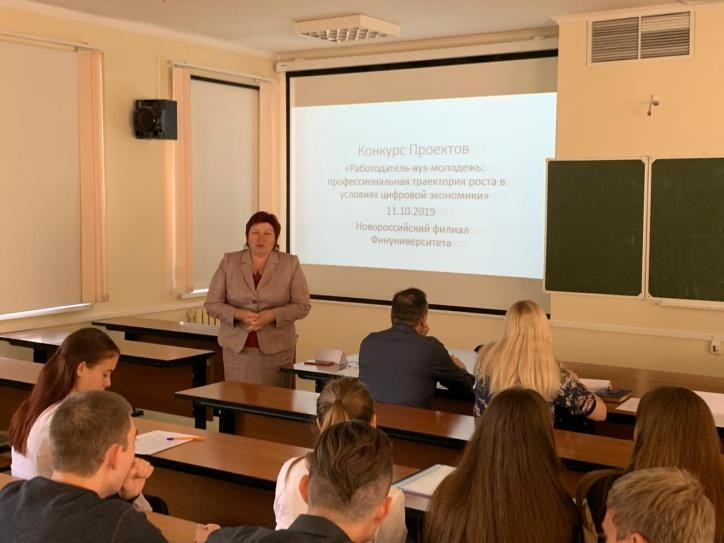 Конкурс Проектов
«Работодатель-вуз-молодежь:
профессиональная траектория роста в
условиях цифровой экономики»
11.10.2019
Новороссийский филиал
Финуниверситета